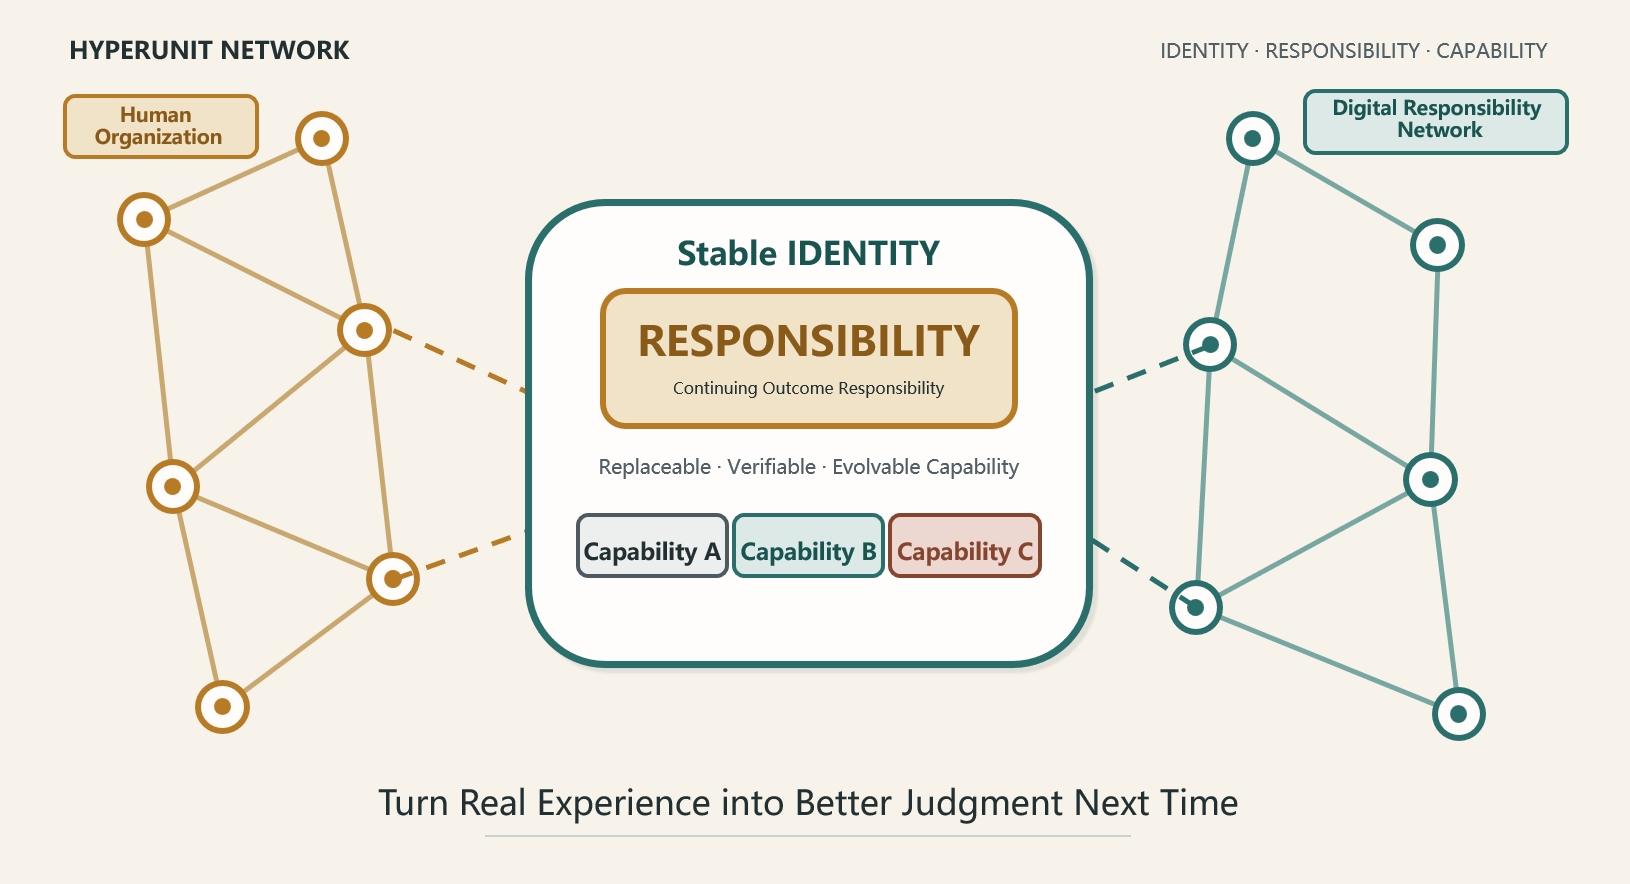 HYPERUNIT NETWORK
IDENTITY · RESPONSIBILITY · CAPABILITY
Human
Organization
Digital Responsibility
Network
Stable IDENTITY
RESPONSIBILITY
Continuing Outcome Responsibility
Replaceable · Verifiable · Evolvable Capability
Capability A
Capability B
Capability C
Turn Real Experience into Better Judgment Next Time